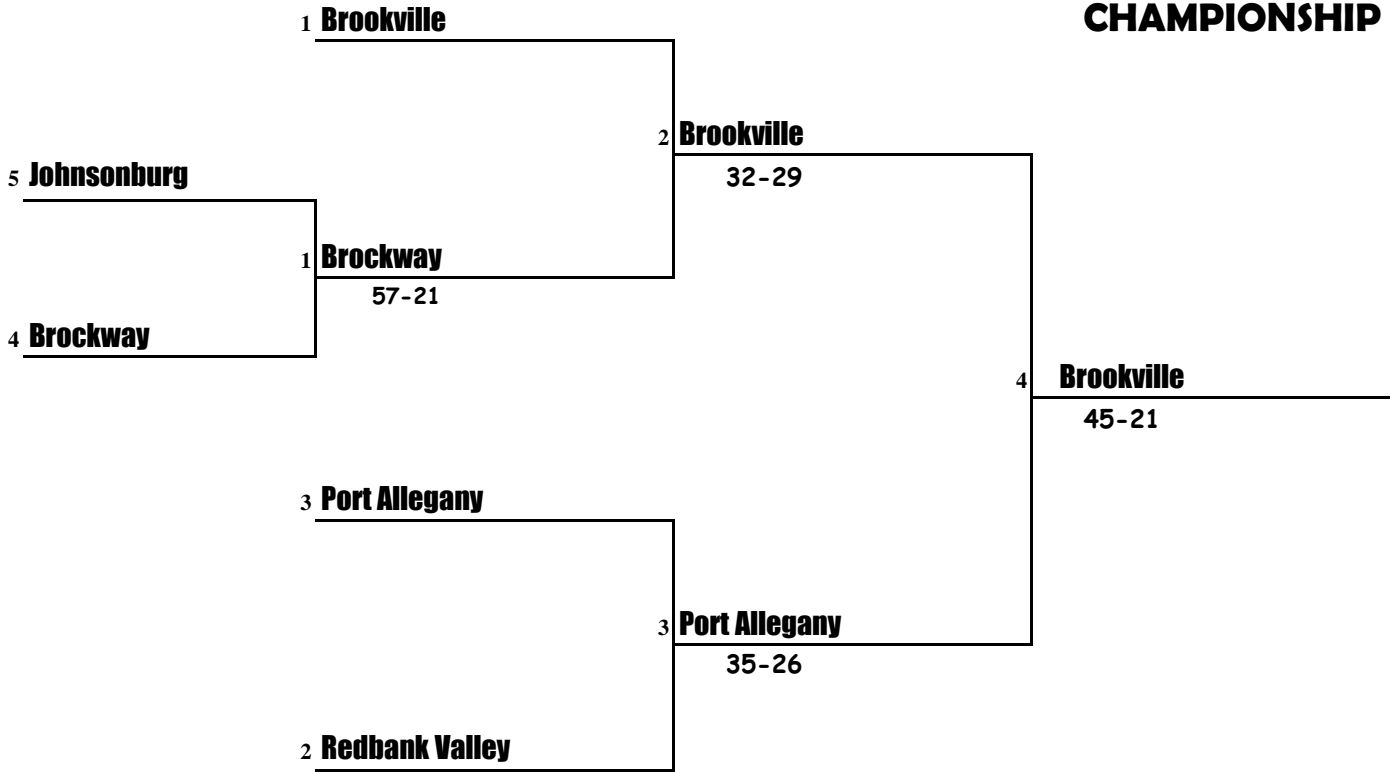 CHAMPIONSHIP
1 Brookville
2 Brookville
32-29
5 Johnsonburg
1 Brockway
57-21
4 Brockway
4 Brookville
45-21
3 Port Allegany
3 Port Allegany
35-26
2 Redbank Valley